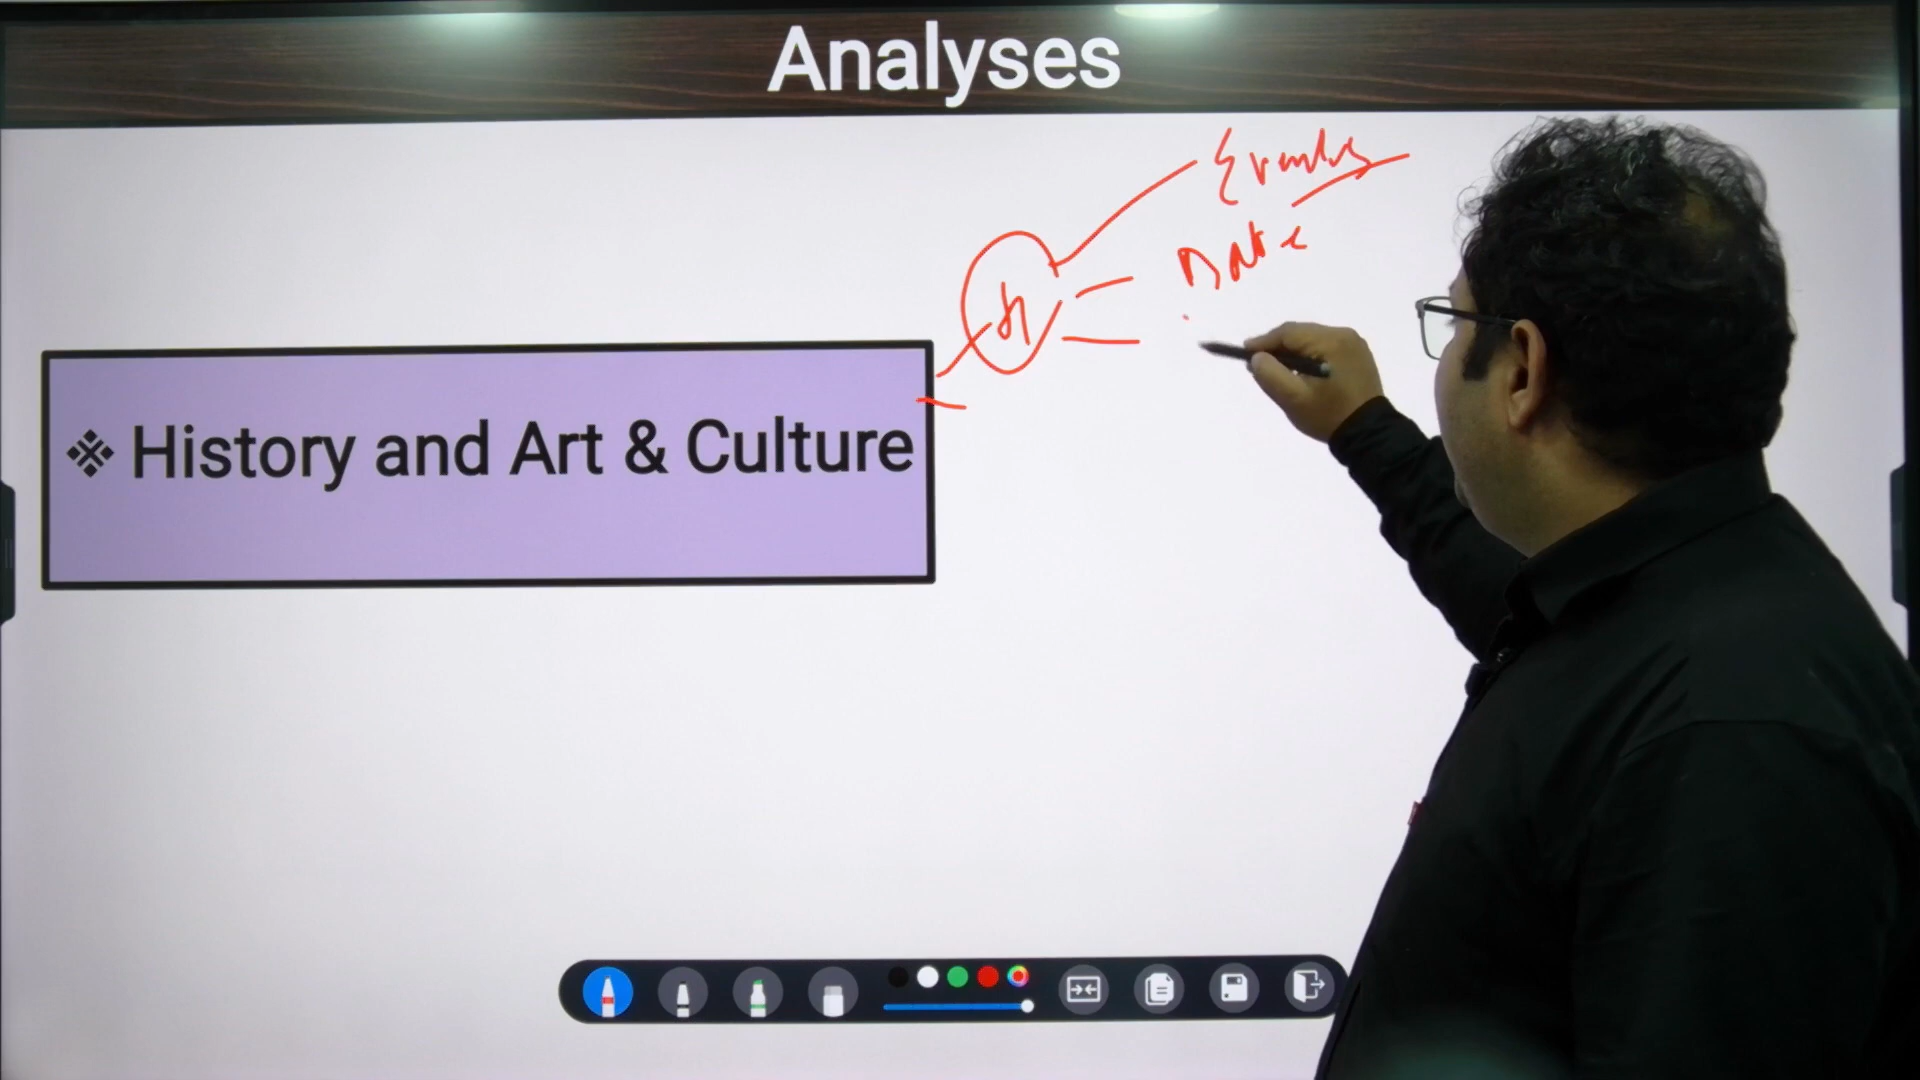 Analyses
Events
Date
H
❖ History and Art & Culture